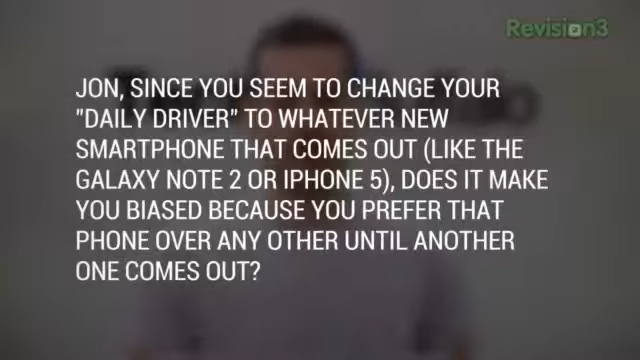 Revision3
JON, SINCE YOU SEEM TO CHANGE YOUR
"DAILY DRIVER" TO WHATEVER NEW
SMARTPHONE THAT COMES OUT (LIKE THE
GALAXY NOTE 2 OR IPHONE 5), DOES IT MAKE
YOU BIASED BECAUSE YOU PREFER THAT
PHONE OVER ANY OTHER UNTIL ANOTHER
ONE COMES OUT?